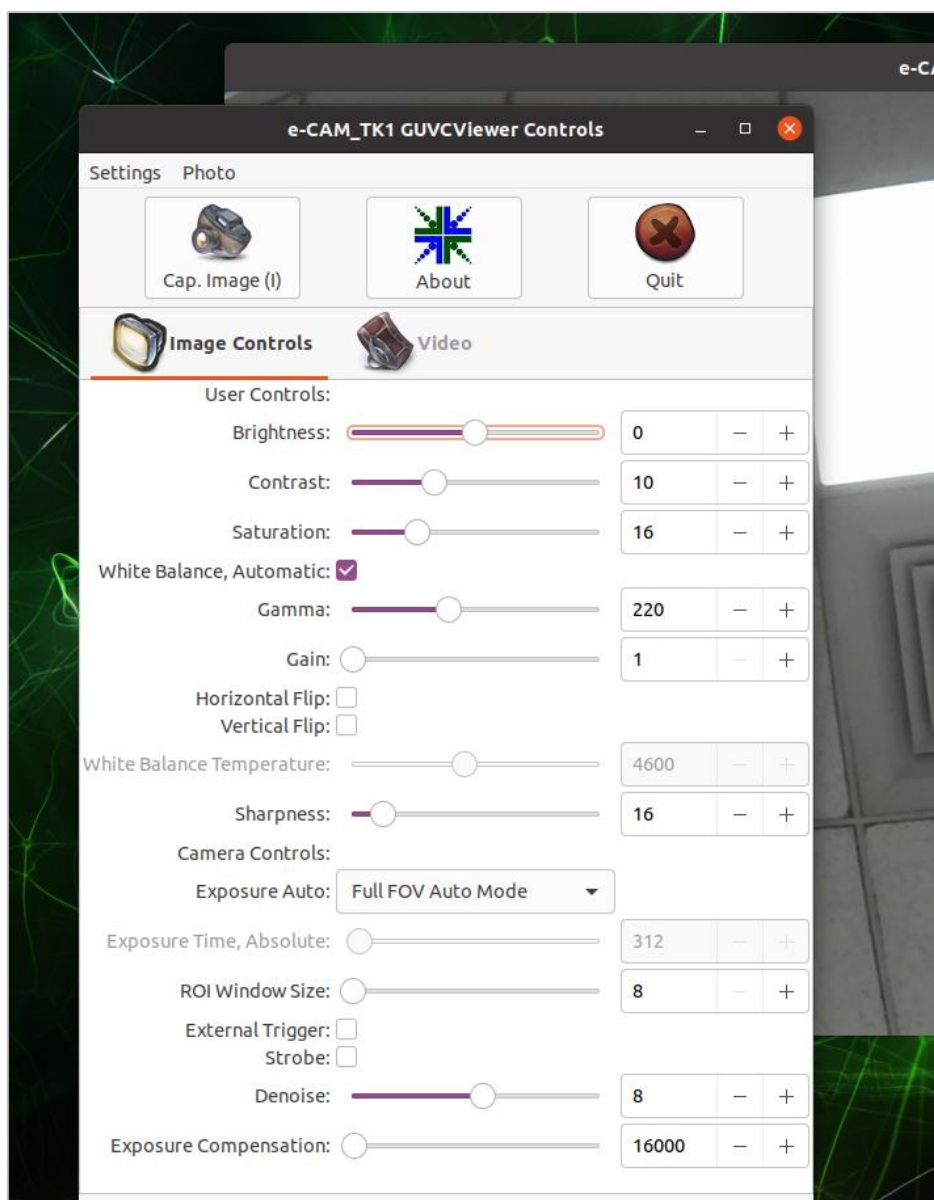 e-CA
e-CAM_TK1 GUVCViewer Controls
Settings Photo
Cap. Image (I) About Quit
Image Controls Video
User Controls:
Brightness: 0 − +
Contrast: 10 − +
Saturation: 16 − +
White Balance, Automatic:
Gamma: 220 − +
Gain: 1 − +
Horizontal Flip:
Vertical Flip:
White Balance Temperature: 4600 − +
Sharpness: 16 − +
Camera Controls:
Exposure Auto: Full FOV Auto Mode
Exposure Time, Absolute: 312 − +
ROI Window Size: 8 − +
External Trigger:
Strobe:
Denoise: 8 − +
Exposure Compensation: 16000 − +